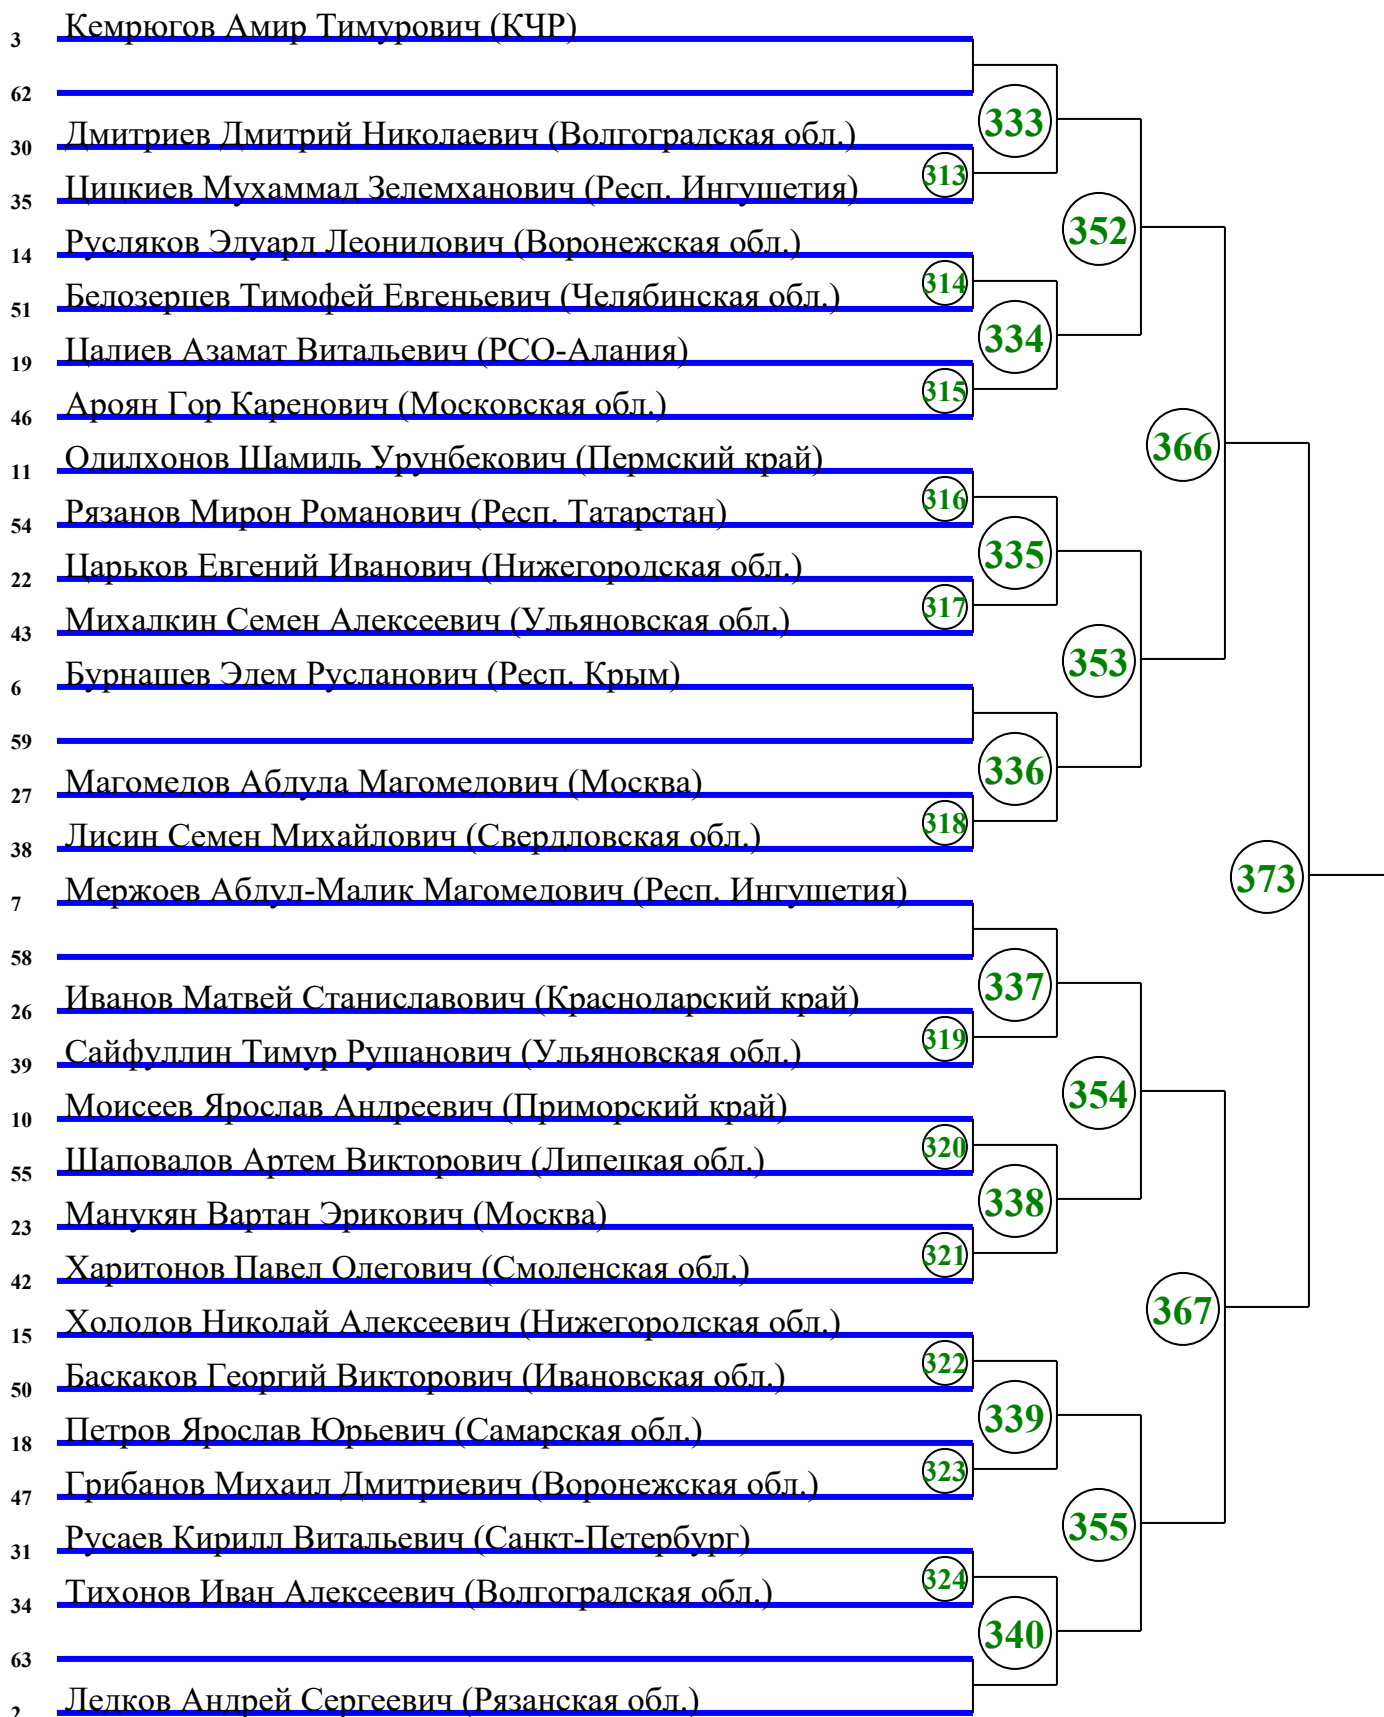 3 Кемрюгов Амир Тимурович (КЧР)
62
333
30 Дмитриев Дмитрий Николаевич (Волгоградская обл.)
313
35 Цицкиев Мухаммад Зелемханович (Респ. Ингушетия)
352
14 Русляков Эдуард Леонидович (Воронежская обл.)
314
51 Белозерцев Тимофей Евгеньевич (Челябинская обл.)
334
19 Цалиев Азамат Витальевич (РСО-Алания)
315
46 Ароян Гор Каренович (Московская обл.)
366
11 Одилхонов Шамиль Урунбекович (Пермский край)
316
54 Рязанов Мирон Романович (Респ. Татарстан)
335
22 Царьков Евгений Иванович (Нижегородская обл.)
317
43 Михалкин Семен Алексеевич (Ульяновская обл.)
353
6 Бурнашев Эдем Русланович (Респ. Крым)
59
336
27 Магомедов Абдула Магомедович (Москва)
318
38 Лисин Семен Михайлович (Свердловская обл.)
373
7 Мержоев Абдул-Малик Магомедович (Респ. Ингушетия)
58
337
26 Иванов Матвей Станиславович (Краснодарский край)
319
39 Сайфуллин Тимур Рушанович (Ульяновская обл.)
354
10 Моисеев Ярослав Андреевич (Приморский край)
320
55 Шаповалов Артем Викторович (Липецкая обл.)
338
23 Манукян Вартан Эрикович (Москва)
321
42 Харитонов Павел Олегович (Смоленская обл.)
367
15 Холодов Николай Алексеевич (Нижегородская обл.)
322
50 Баскаков Георгий Викторович (Ивановская обл.)
339
18 Петров Ярослав Юрьевич (Самарская обл.)
323
47 Грибанов Михаил Дмитриевич (Воронежская обл.)
355
31 Русаев Кирилл Витальевич (Санкт-Петербург)
324
34 Тихонов Иван Алексеевич (Волгоградская обл.)
340
63
2 Ледков Андрей Сергеевич (Рязанская обл.)